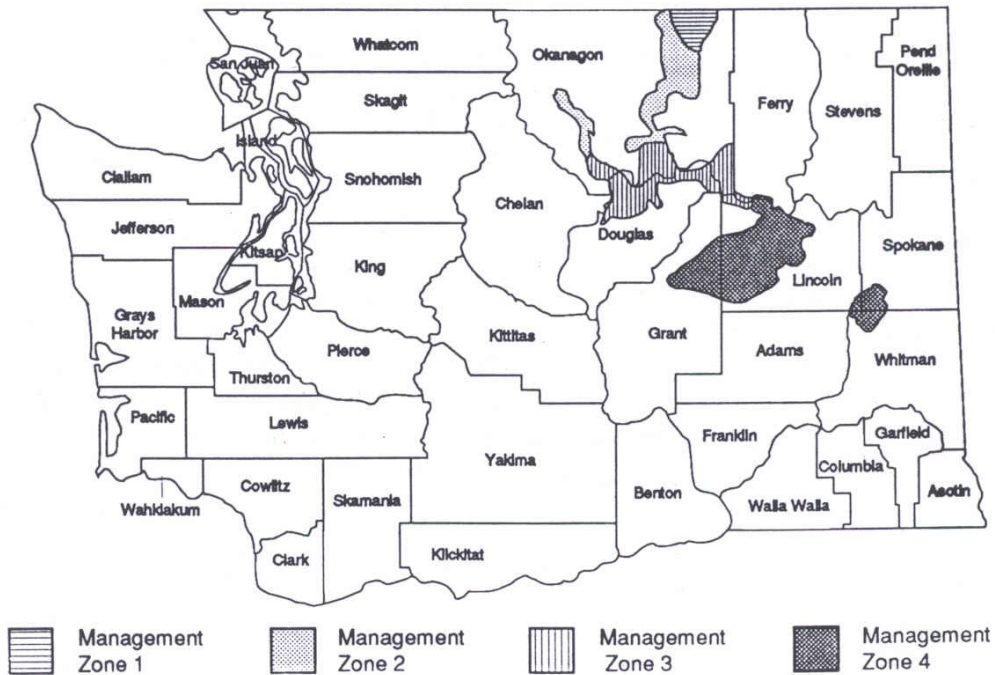 Whatcom
Okanagon
Pend
Oreille
San Juan
Skagit
Ferry
Stevens
Island
Clallam
Snohomish
Chelan
Jefferson
Douglas
Spokane
Kitsap
King
Lincoln
Mason
Grays
Harbor
Kittitas
Grant
Pierce
Adams
Whitman
Thurston
Pacific
Lewis
Franklin
Garfield
Yakima
Columbia
Cowlitz
Benton
Asotin
Wahkiakum
Skamania
Walla Walla
Clark
Klickitat
Management
Zone 1
Management
Zone 2
Management
Zone 3
Management
Zone 4